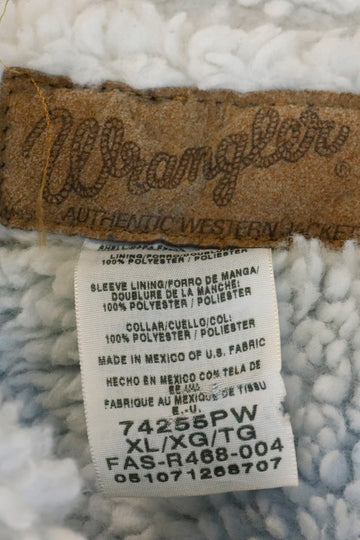 Wrangler
AUTHENTIC WESTERN JACKET
LINING/FORRO/DOUBLURE:
100% POLYESTER / POLIESTER
SLEEVE LINING/FORRO DE MANGA/
DOUBLURE DE LA MANCHE:
100% POLYESTER / POLIESTER
COLLAR/CUELLO/COL:
100% POLYESTER / POLIESTER
MADE IN MEXICO OF U.S. FABRIC
HECHO EN MEXICO CON TELA DE
FABRIQUE AU MEXIQUE DE TISSU
E.-U.
74255PW
XL/XG/TG
FAS-R468-004
051071268707